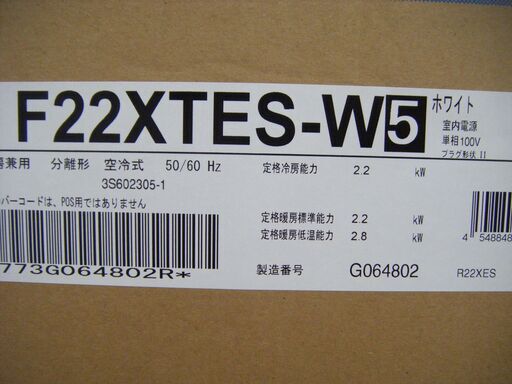 F22XTES-W5 ホワイト
室内電源
単相100V
プラグ形状 II
房兼用 分離形 空冷式 50/60 Hz
3S602305-1
バーコードは、POS用ではありません
定格冷房能力 2.2 kW
定格暖房標準能力 2.2 kW
定格暖房低温能力 2.8 kW
773G064802R*
製造番号 G064802
4 548848
R22XES